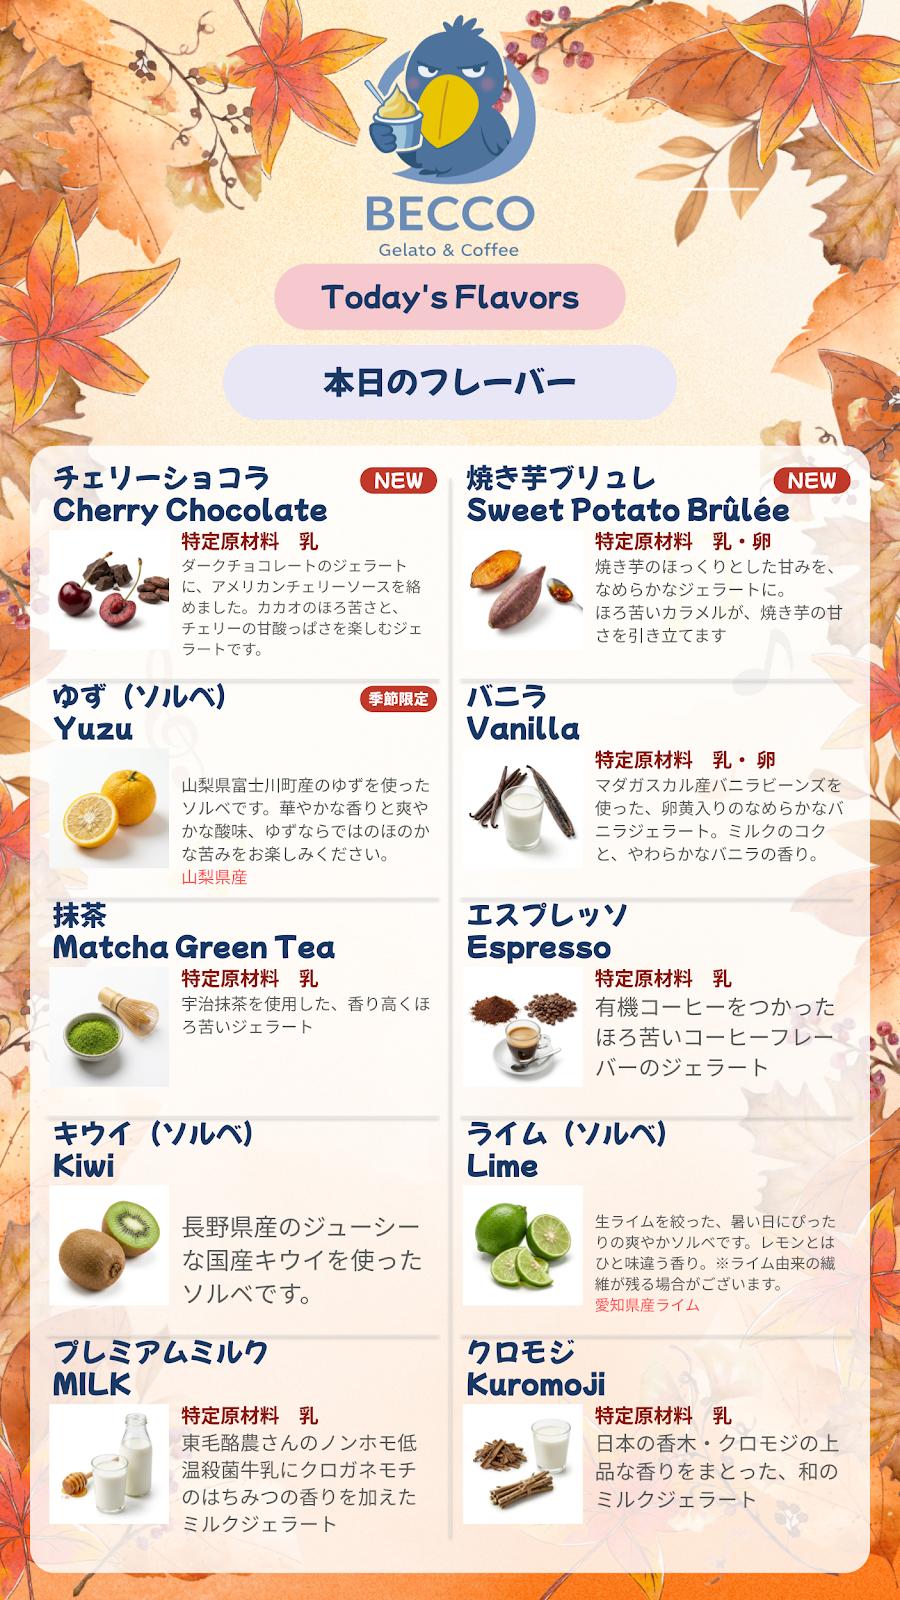 BECCO
Gelato & Coffee
Today's Flavors
本日のフレーバー
チェリーショコラ
NEW
Cherry Chocolate
特定原材料 乳
ダークチョコレートのジェラート
に、アメリカンチェリーソースを絡
めました。カカオのほろ苦さと、
チェリーの甘酸っぱさを楽しむジェ
ラートです。
焼き芋ブリュレ
NEW
Sweet Potato Brûlée
特定原材料 乳・卵
焼き芋のほっくりとした甘みを、
なめらかなジェラートに。
ほろ苦いカラメルが、焼き芋の甘
さを引き立てます
ゆず（ソルベ）
季節限定
Yuzu
山梨県富士川町産のゆずを使った
ソルベです。華やかな香りと爽や
かな酸味、ゆずならではのほのか
な苦みをお楽しみください。
山梨県産
バニラ
Vanilla
特定原材料 乳・ 卵
マダガスカル産バニラビーンズを
使った、卵黄入りのなめらかなバ
ニラジェラート。ミルクのコク
と、やわらかなバニラの香り。
抹茶
Matcha Green Tea
特定原材料 乳
宇治抹茶を使用した、香り高くほ
ろ苦いジェラート
エスプレッソ
Espresso
特定原材料 乳
有機コーヒーをつかった
ほろ苦いコーヒーフレー
バーのジェラート
キウイ（ソルベ）
Kiwi
長野県産のジューシー
な国産キウイを使った
ソルベです。
ライム（ソルベ）
Lime
生ライムを絞った、暑い日にぴった
りの爽やかソルベです。レモンとは
ひと味違う香り。※ライム由来の繊
維が残る場合がございます。
愛知県産ライム
プレミアムミルク
MILK
特定原材料 乳
東毛酪農さんのノンホモ低
温殺菌牛乳にクロガネモチ
のはちみつの香りを加えた
ミルクジェラート
クロモジ
Kuromoji
特定原材料 乳
日本の香木・クロモジの上
品な香りをまとった、和の
ミルクジェラート